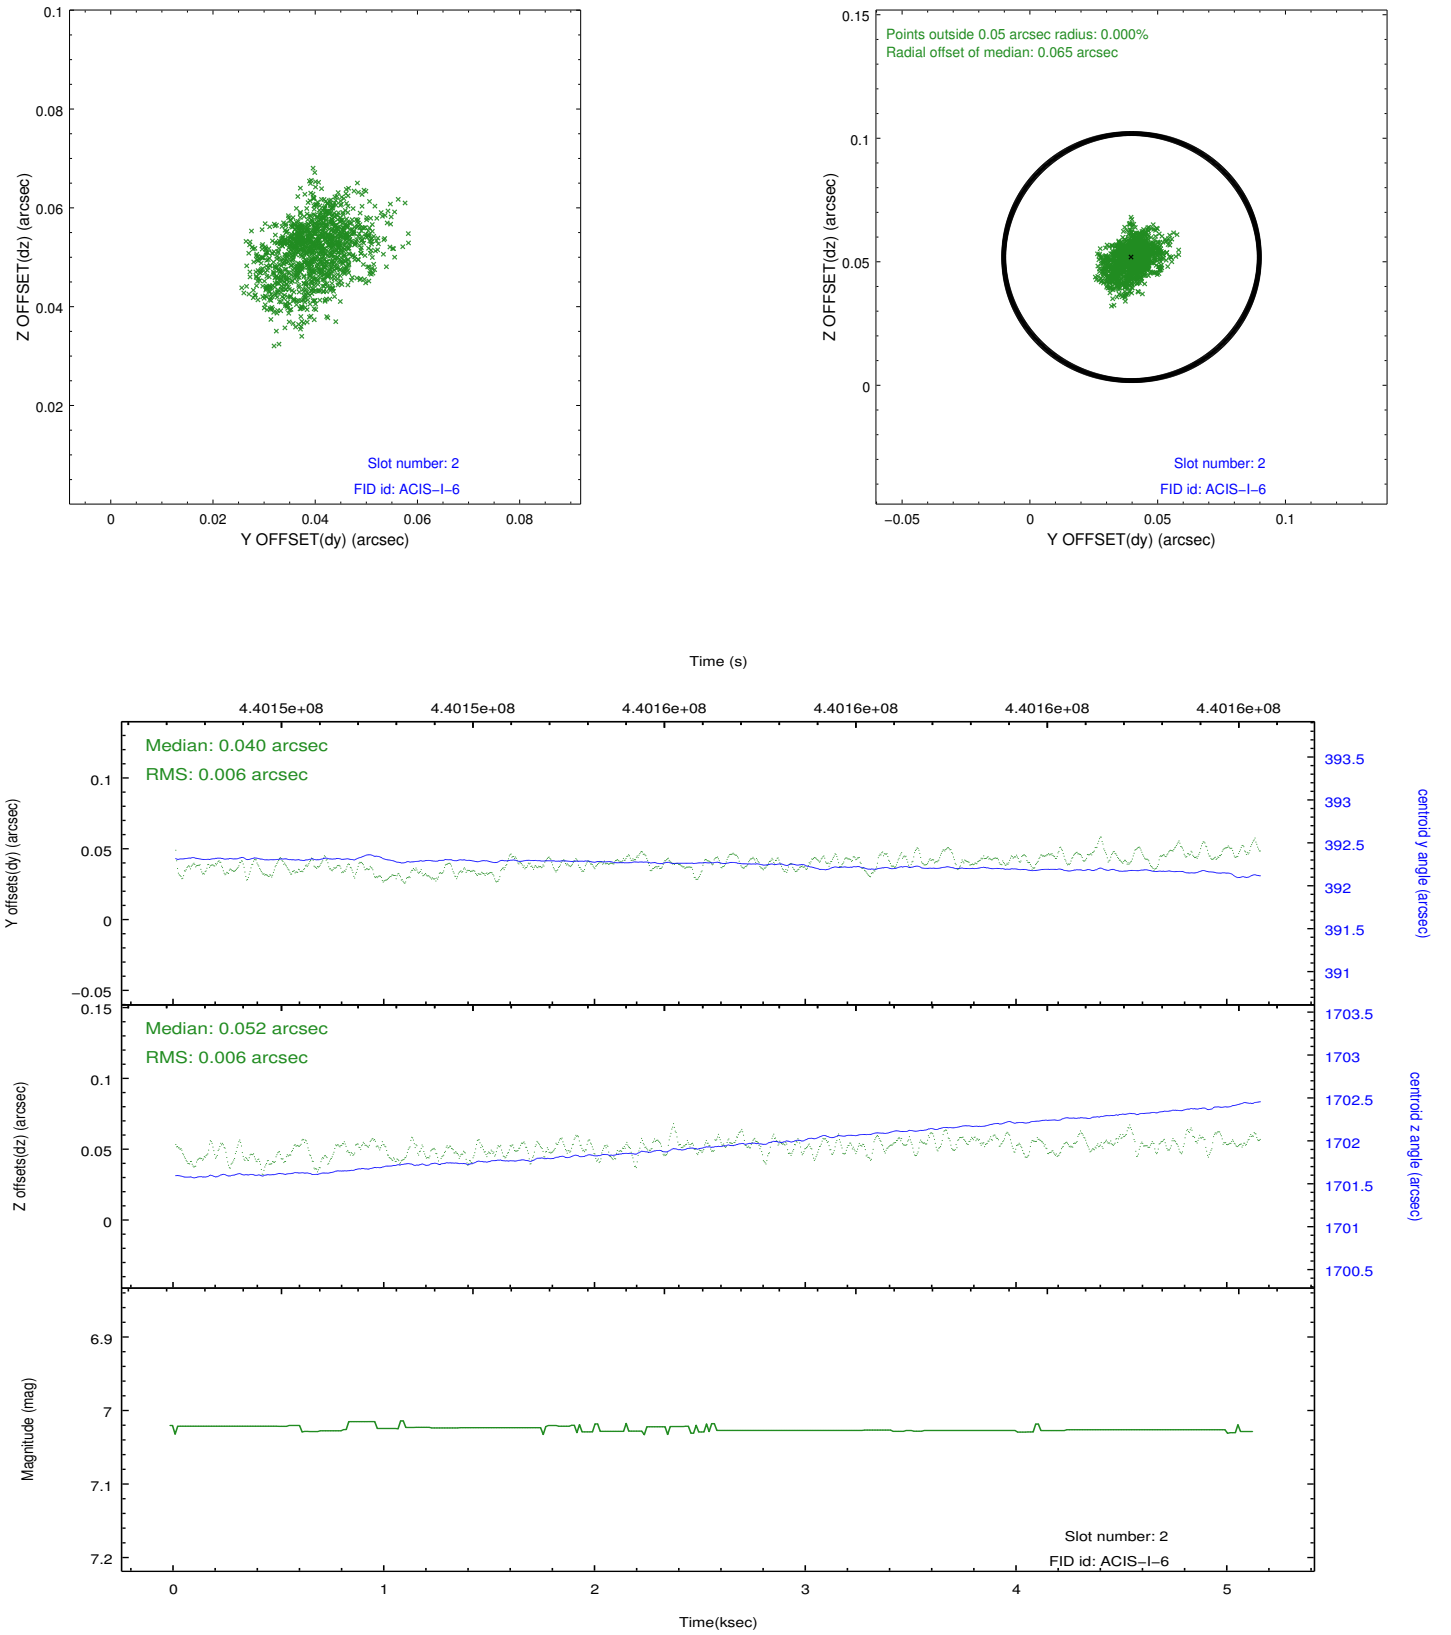 0.1
0.08
0.06
0.04
0.02
0
0.02
0.04
0.06
0.08
Z OFFSET(dz) (arcsec)
Y OFFSET(dy) (arcsec)
Slot number: 2
FID id: ACIS−I−6
Points outside 0.05 arcsec radius: 0.000%
Radial offset of median: 0.065 arcsec
0.15
0.1
0.05
0
−0.05
0
0.05
0.1
Z OFFSET(dz) (arcsec)
Y OFFSET(dy) (arcsec)
Slot number: 2
FID id: ACIS−I−6
Time (s)
4.4015e+08
4.4015e+08
4.4016e+08
4.4016e+08
4.4016e+08
4.4016e+08
Median: 0.040 arcsec
RMS: 0.006 arcsec
0.1
0.05
0
−0.05
Y offsets(dy) (arcsec)
393.5
393
392.5
392
391.5
391
centroid y angle (arcsec)
Median: 0.052 arcsec
RMS: 0.006 arcsec
0.15
0.1
0.05
0
Z offsets(dz) (arcsec)
1703.5
1703
1702.5
1702
1701.5
1701
1700.5
centroid z angle (arcsec)
6.9
7
7.1
7.2
Magnitude (mag)
Slot number: 2
FID id: ACIS−I−6
0
1
2
3
4
5
Time(ksec)